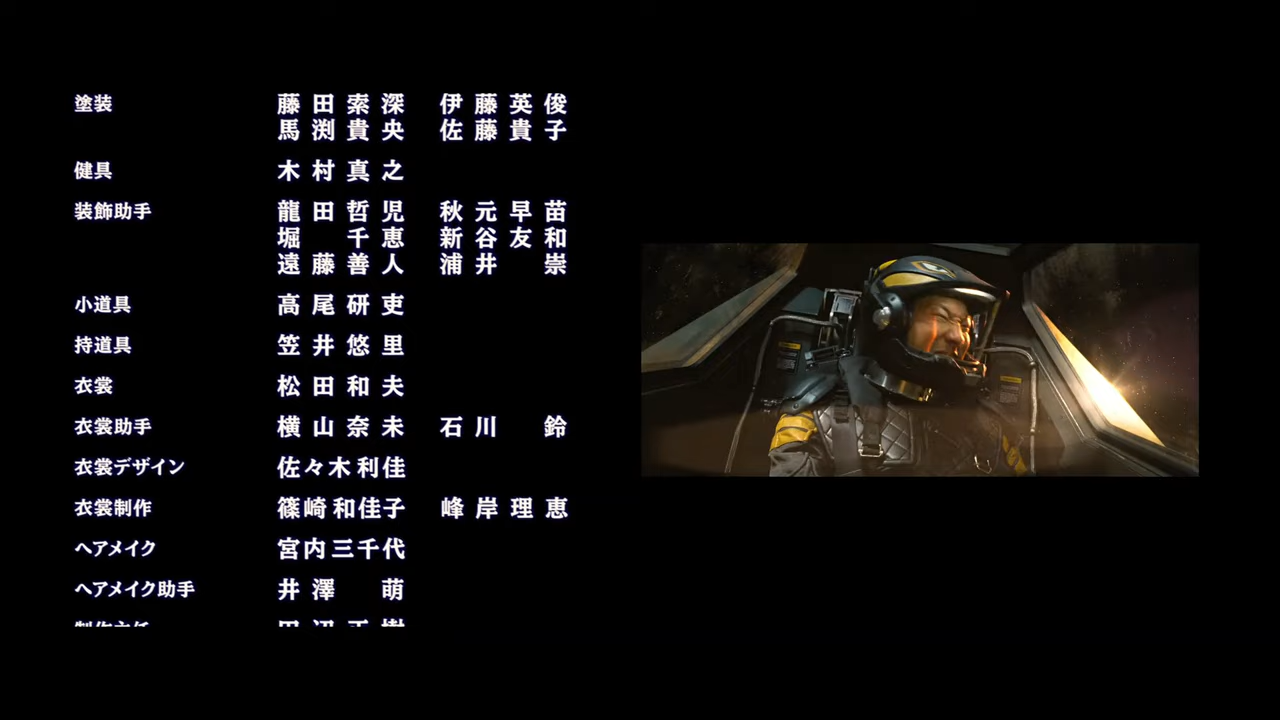 塗装 藤田索深 伊藤英俊
馬渕貴央 佐藤貴子
健具 木村真之
装飾助手 龍田哲児 秋元早苗
堀 千恵 新谷友和
遠藤善人 浦井 崇
小道具 高尾研吏
持道具 笠井悠里
衣裳 松田和夫
衣裳助手 横山奈未 石川 鈴
衣裳デザイン 佐々木利佳
衣裳制作 篠崎和佳子 峰岸理恵
ヘアメイク 宮内三千代
ヘアメイク助手 井澤 萌